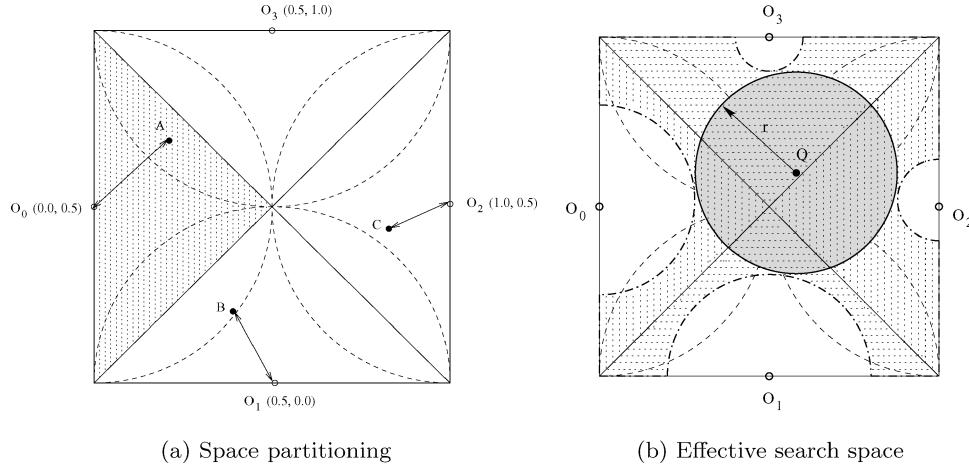 O3 (0.5, 1.0)
A
O0 (0.0, 0.5)
O2 (1.0, 0.5)
C
B
O1 (0.5, 0.0)
(a) Space partitioning
O3
r
Q
O0
O2
O1
(b) Effective search space